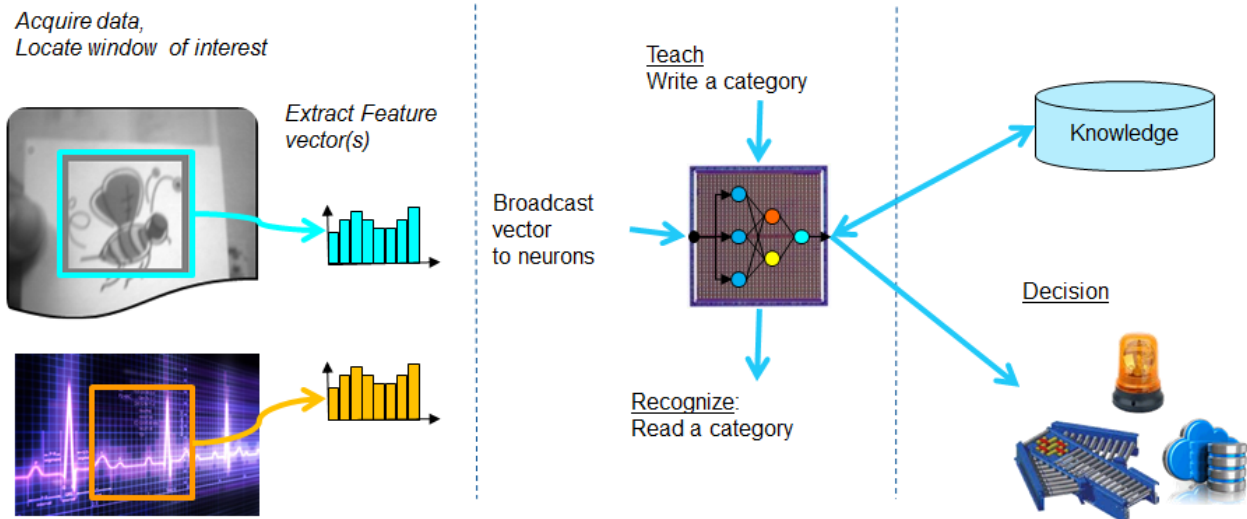 Acquire data,
Locate window of interest
Extract Feature
vector(s)
Broadcast
vector
to neurons
Teach
Write a category
Recognize:
Read a category
Knowledge
Decision